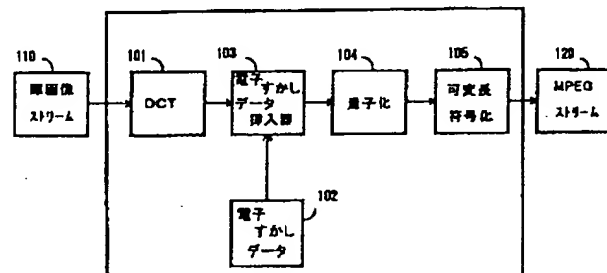 110
原画像
ストリーム
101
DCT
103
電子
すかし
データ
挿入器
104
量子化
105
可変長
符号化
120
MPEG
ストリーム
電子
すかし
データ
102